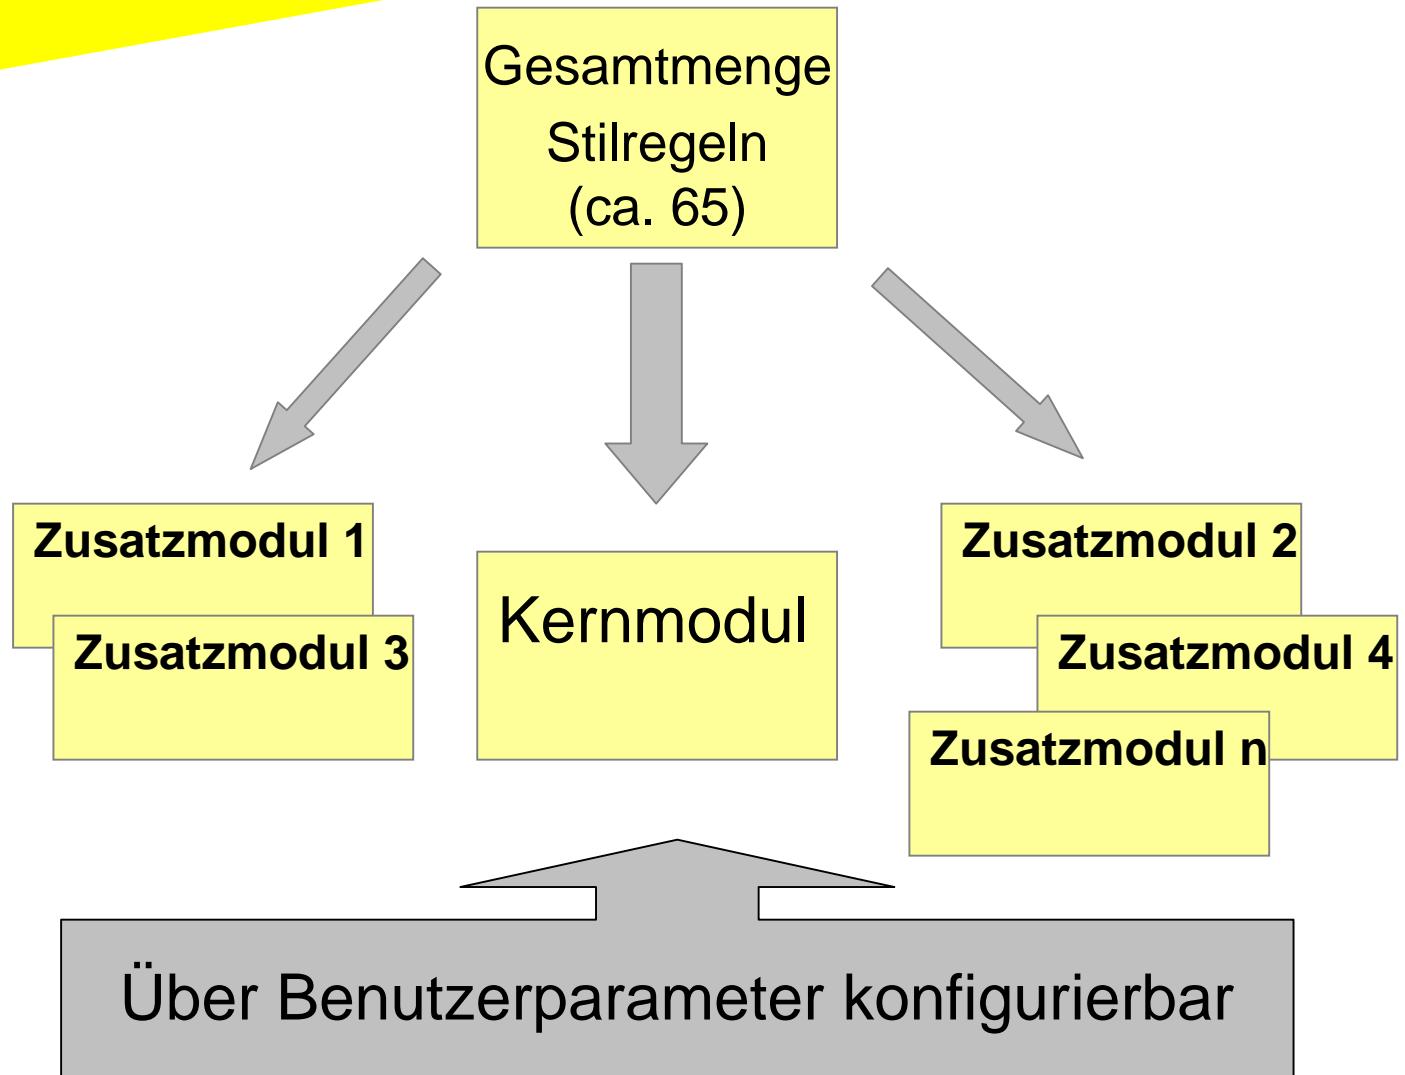 Gesamtmenge
Stilregeln
(ca. 65)
Zusatzmodul 1
Zusatzmodul 3
Kernmodul
Zusatzmodul 2
Zusatzmodul 4
Zusatzmodul n
Über Benutzerparameter konfigurierbar